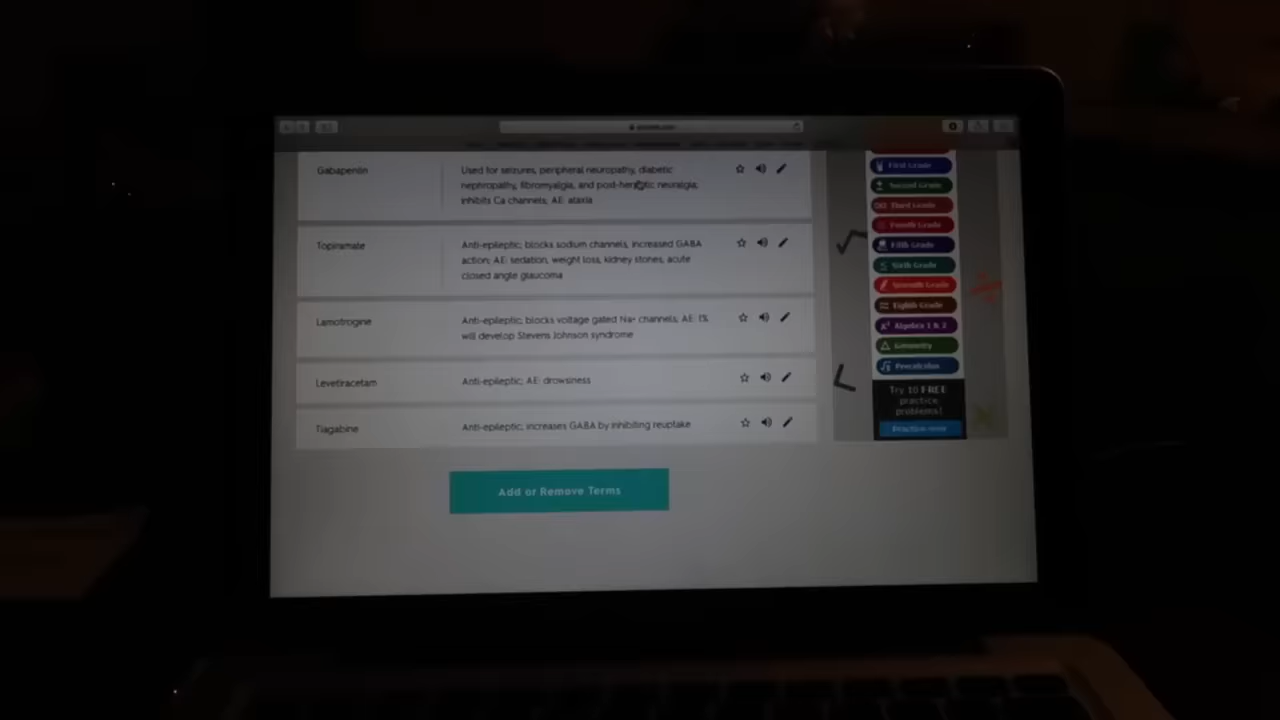 Gabapentin
Used for seizures, peripheral neuropathy, diabetic
nephropathy, fibromyalgia, and post-herpetic neuralgia;
inhibits Ca channels; AE: ataxia
Topiramate
Anti-epileptic; blocks sodium channels, increased GABA
action; AE: sedation, weight loss, kidney stones, acute
closed angle glaucoma
Lamotrogine
Anti-epileptic; blocks voltage gated Na+ channels; AE: 1%
will develop Stevens Johnson syndrome
Levetiracetam
Anti-epileptic; AE: drowsiness
Tiagabine
Anti-epileptic; increases GABA by inhibiting reuptake
Add or Remove Terms
First Grade
Second Grade
Third Grade
Fourth Grade
Fifth Grade
Sixth Grade
Seventh Grade
Eighth Grade
Algebra 1 & 2
Geometry
Precalculus
Try 10 FREE
practice
problems!
Practice now